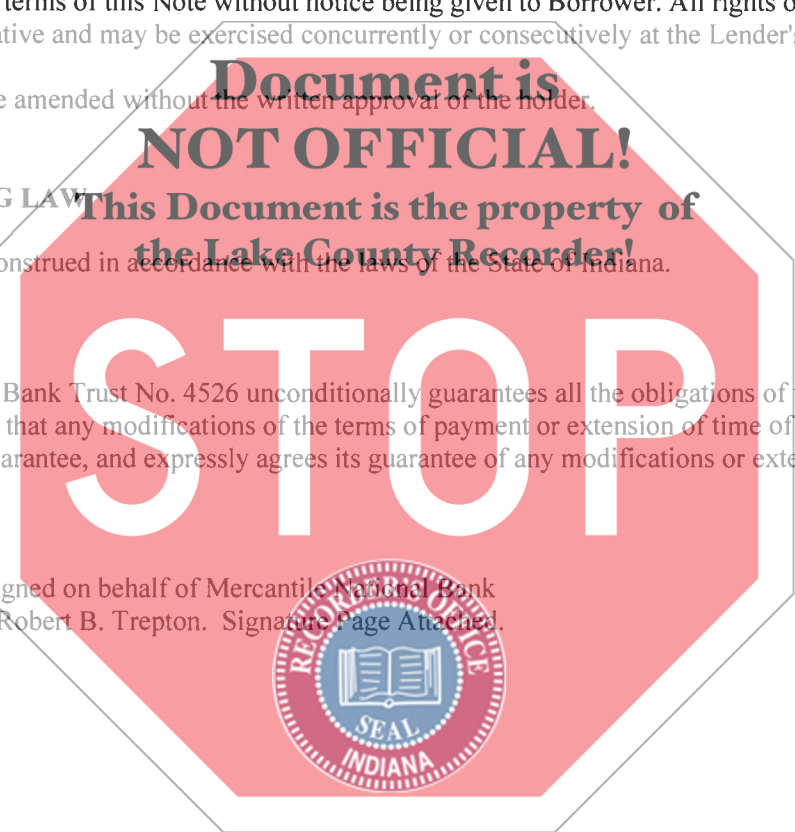 terms of this Note without notice being given to Borrower. All rights
ative and may be exercised concurrently or consecutively at the Lender's
Document is
e amended without the written approval of the holder.
NOT OFFICIAL!
G LAW
This Document is the property of
the Lake County Recorder!
onstrued in accordance with the laws of the State of Indiana.
STOP
Bank Trust No. 4526 unconditionally guarantees all the obligations of
that any modifications of the terms of payment or extension of time of
arantee, and expressly agrees its guarantee of any modifications or exte
gned on behalf of Mercantile National Bank
Robert B. Trepton. Signature Page Attached.
RECORDER'S OFFICE
SEAL
INDIANA